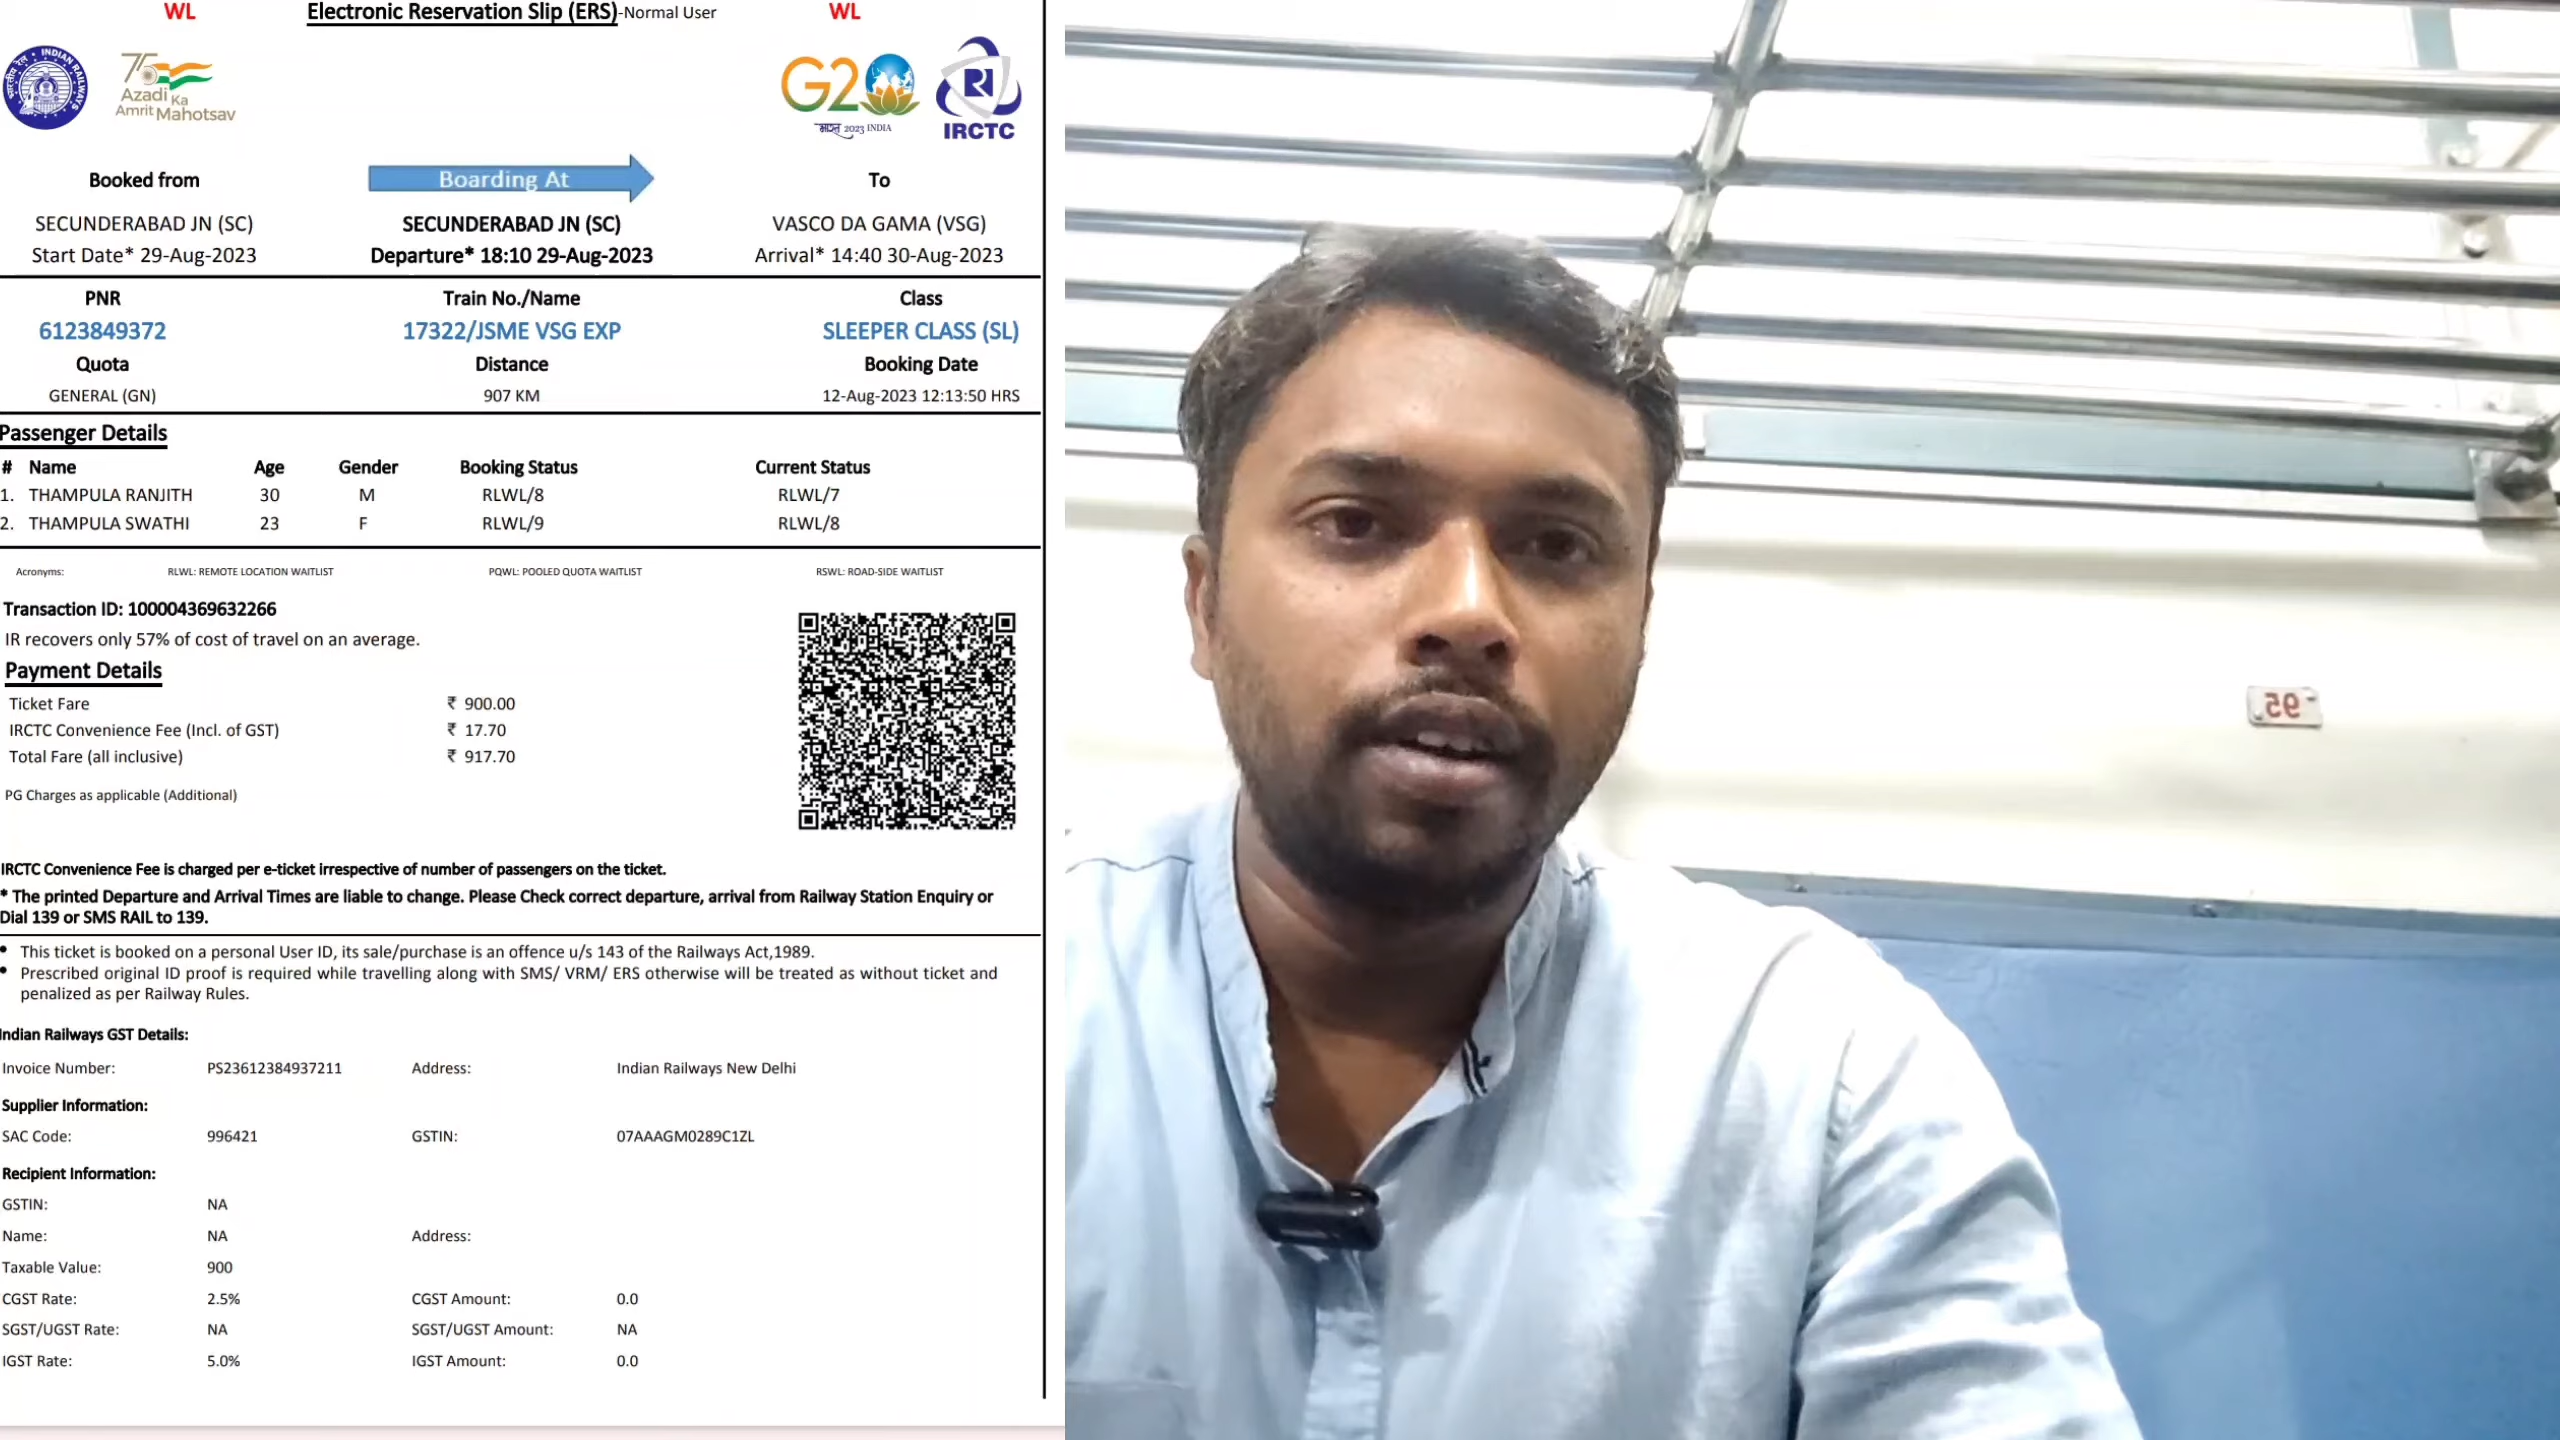 WL Electronic Reservation Slip (ERS)-Normal User WL
INDIAN RAILWAYS
भारतीय रेल
75
Azadi Ka
Amrit Mahotsav
G20
भारत 2023 INDIA
IRCTC
Booked from Boarding At To
SECUNDERABAD JN (SC) SECUNDERABAD JN (SC) VASCO DA GAMA (VSG)
Start Date* 29-Aug-2023 Departure* 18:10 29-Aug-2023 Arrival* 14:40 30-Aug-2023
PNR Train No./Name Class
6123849372 17322/JSME VSG EXP SLEEPER CLASS (SL)
Quota Distance Booking Date
GENERAL (GN) 907 KM 12-Aug-2023 12:13:50 HRS
Passenger Details
# Name Age Gender Booking Status Current Status
1. THAMPULA RANJITH 30 M RLWL/8 RLWL/7
2. THAMPULA SWATHI 23 F RLWL/9 RLWL/8
Acronyms: RLWL: REMOTE LOCATION WAITLIST PQWL: POOLED QUOTA WAITLIST RSWL: ROAD-SIDE WAITLIST
Transaction ID: 100004369632266
IR recovers only 57% of cost of travel on an average.
Payment Details
Ticket Fare ₹ 900.00
IRCTC Convenience Fee (Incl. of GST) ₹ 17.70
Total Fare (all inclusive) ₹ 917.70
PG Charges as applicable (Additional)
IRCTC Convenience Fee is charged per e-ticket irrespective of number of passengers on the ticket.
* The printed Departure and Arrival Times are liable to change. Please Check correct departure, arrival from Railway Station Enquiry or
Dial 139 or SMS RAIL to 139.
• This ticket is booked on a personal User ID, its sale/purchase is an offence u/s 143 of the Railways Act,1989.
• Prescribed original ID proof is required while travelling along with SMS/ VRM/ ERS otherwise will be treated as without ticket and
penalized as per Railway Rules.
Indian Railways GST Details:
Invoice Number: PS23612384937211 Address: Indian Railways New Delhi
Supplier Information:
SAC Code: 996421 GSTIN: 07AAAGM0289C1ZL
Recipient Information:
GSTIN: NA
Name: NA Address:
Taxable Value: 900
CGST Rate: 2.5% CGST Amount: 0.0
SGST/UGST Rate: NA SGST/UGST Amount: NA
IGST Rate: 5.0% IGST Amount: 0.0
95